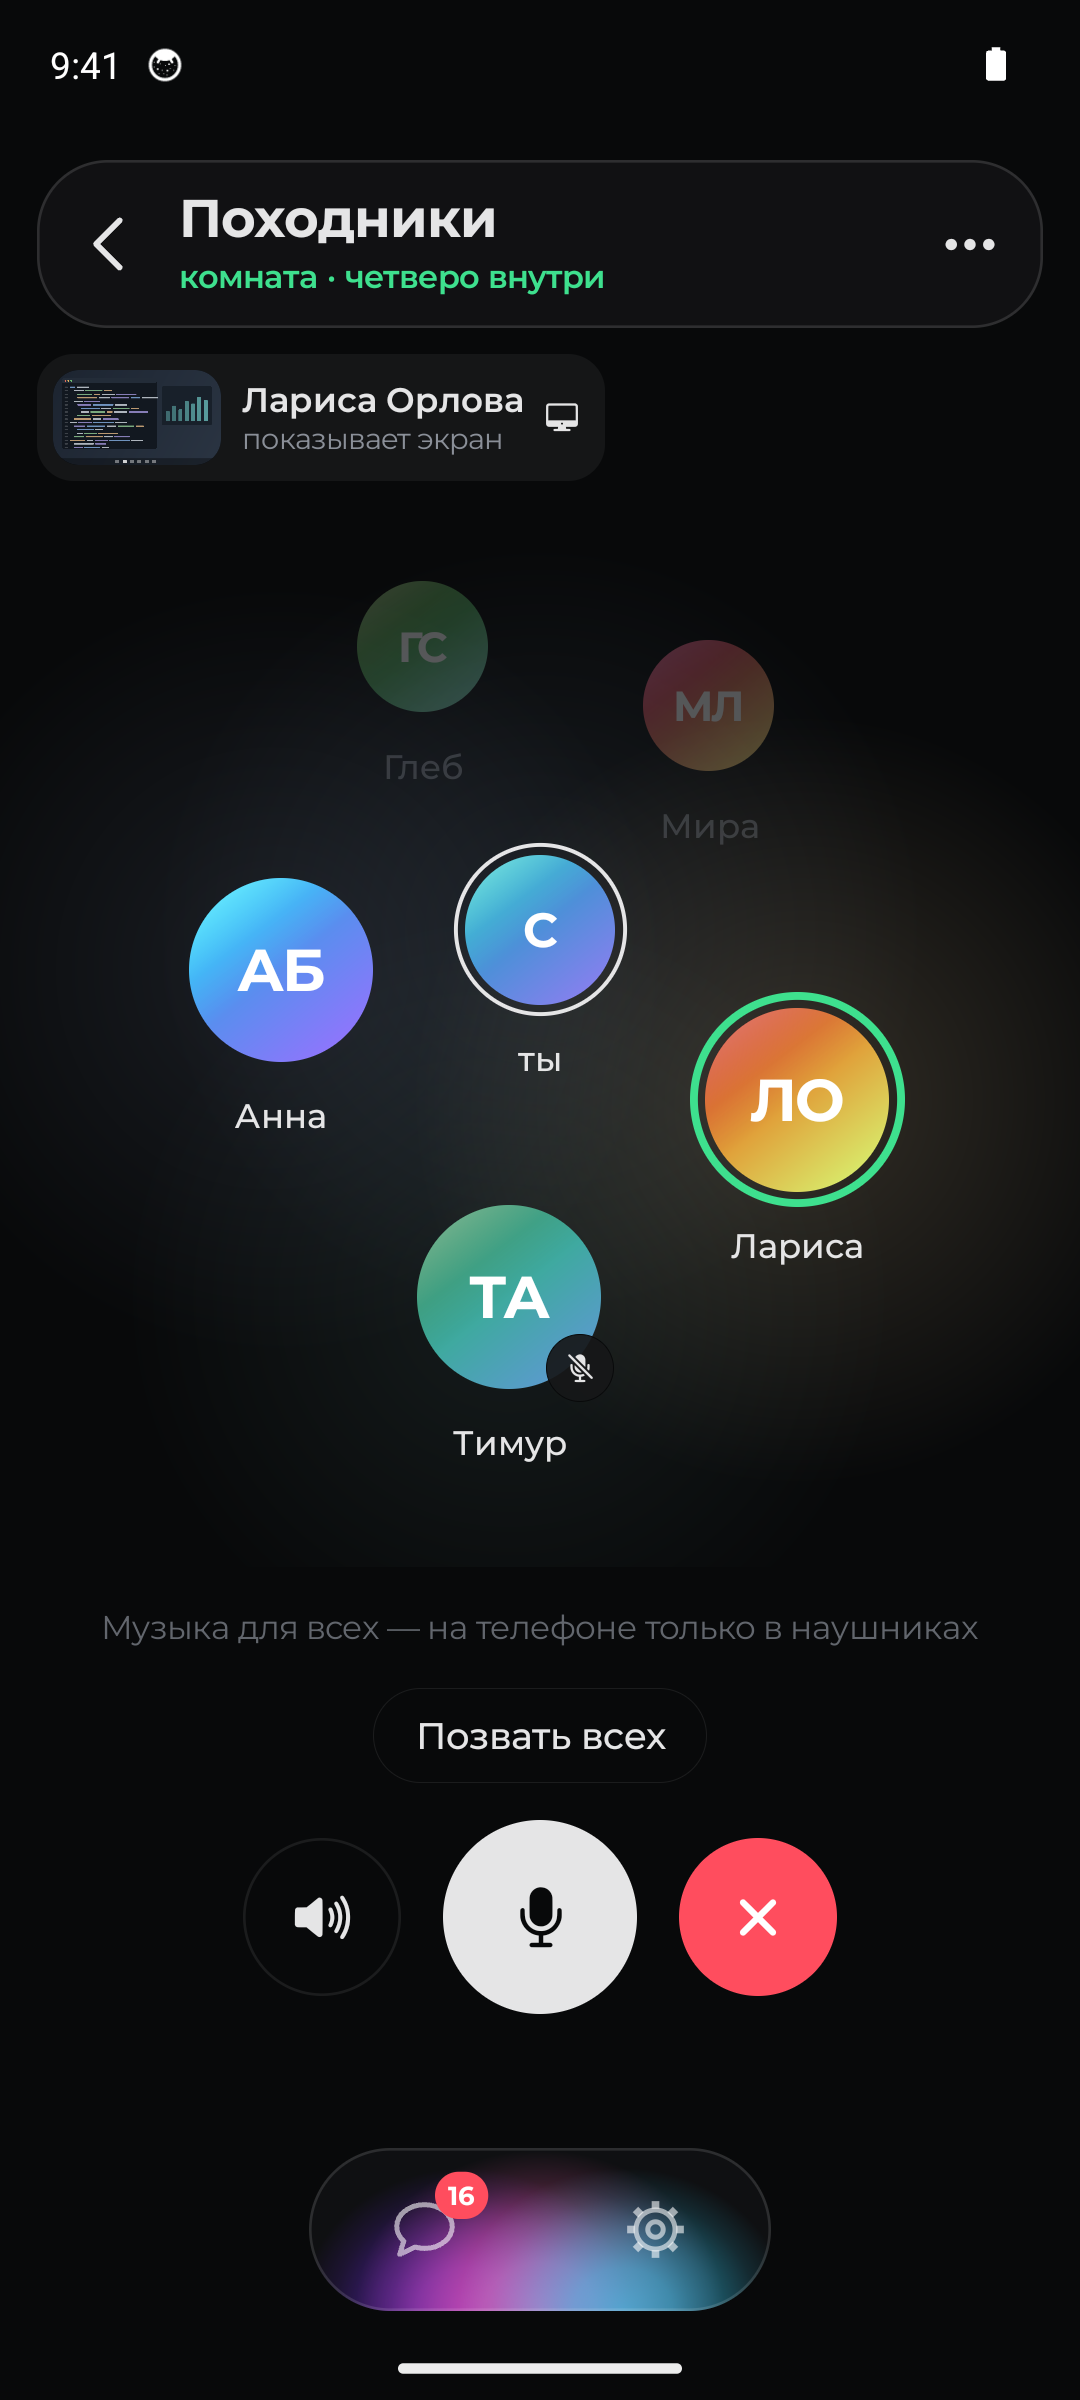 9:41
Походники
комната · четверо внутри
Лариса Орлова
показывает экран
ГС
Глеб
МЛ
Мира
С
ты
АБ
Анна
ЛО
Лариса
ТА
Тимур
Музыка для всех — на телефоне только в наушниках
Позвать всех
16